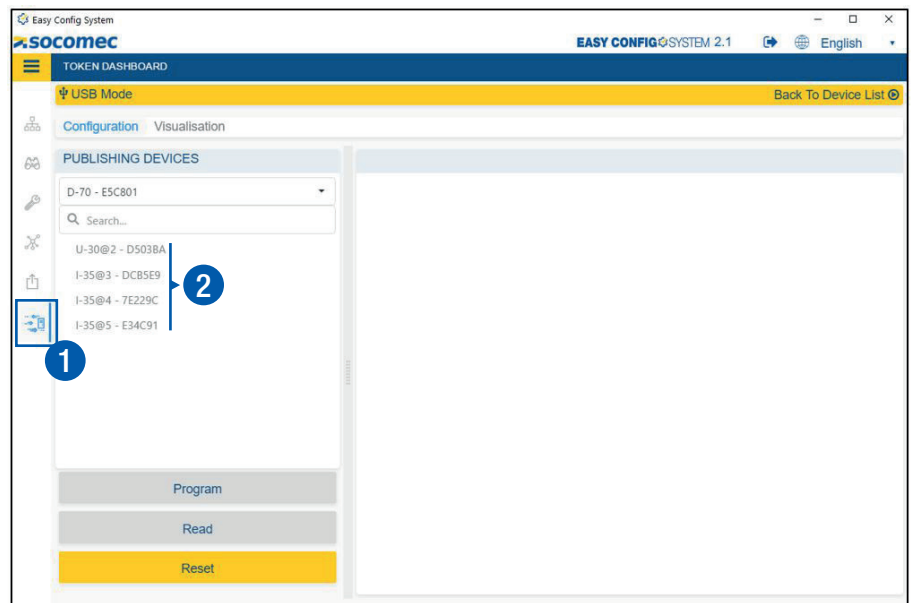 Easy Config System
socomec
EASY CONFIG SYSTEM 2.1
English
TOKEN DASHBOARD
USB Mode
Back To Device List
Configuration Visualisation
PUBLISHING DEVICES
D-70 - E5C801
Search...
U-30@2 - D503BA
I-35@3 - DCB5E9
I-35@4 - 7E229C
I-35@5 - E34C91
2
1
Program
Read
Reset